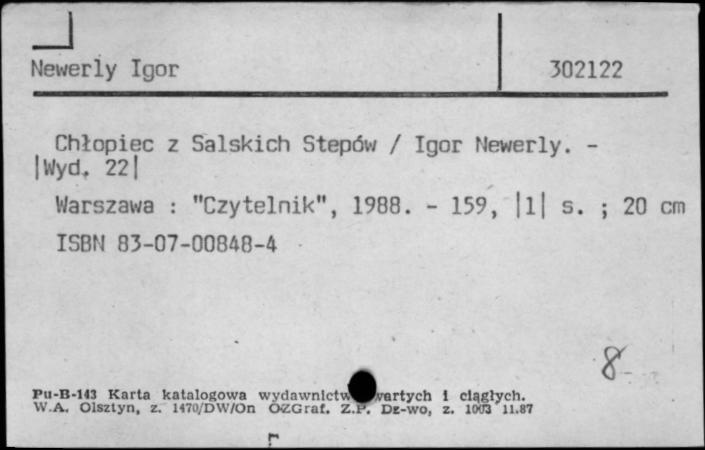 Newerly Igor 302122
Chłopiec z Salskich Stepów / Igor Newerly. -
|Wyd. 22|
Warszawa : "Czytelnik", 1988. - 159, |1| s. ; 20 cm
ISBN 83-07-00848-4
8
Pu-B-143 Karta katalogowa wydawnictw wartych i ciągłych.
W.A. Olsztyn, z. 1470/DW/On OZGraf. Z.P. Dz-wo, z. 1003 11.87